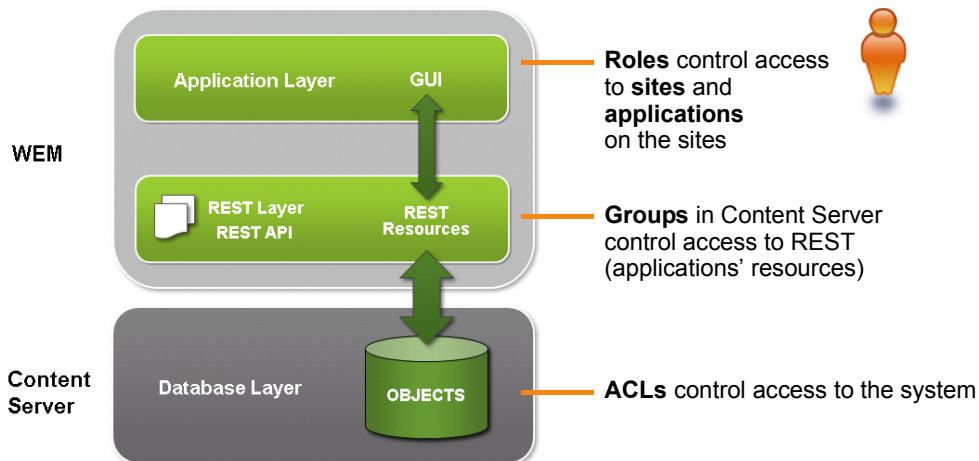 Application Layer
GUI
Roles control access
to sites and
applications
on the sites
WEM
REST Layer
REST API
REST
Resources
Groups in Content Server
control access to REST
(applications’ resources)
Content
Server
Database Layer
OBJECTS
ACLs control access to the system